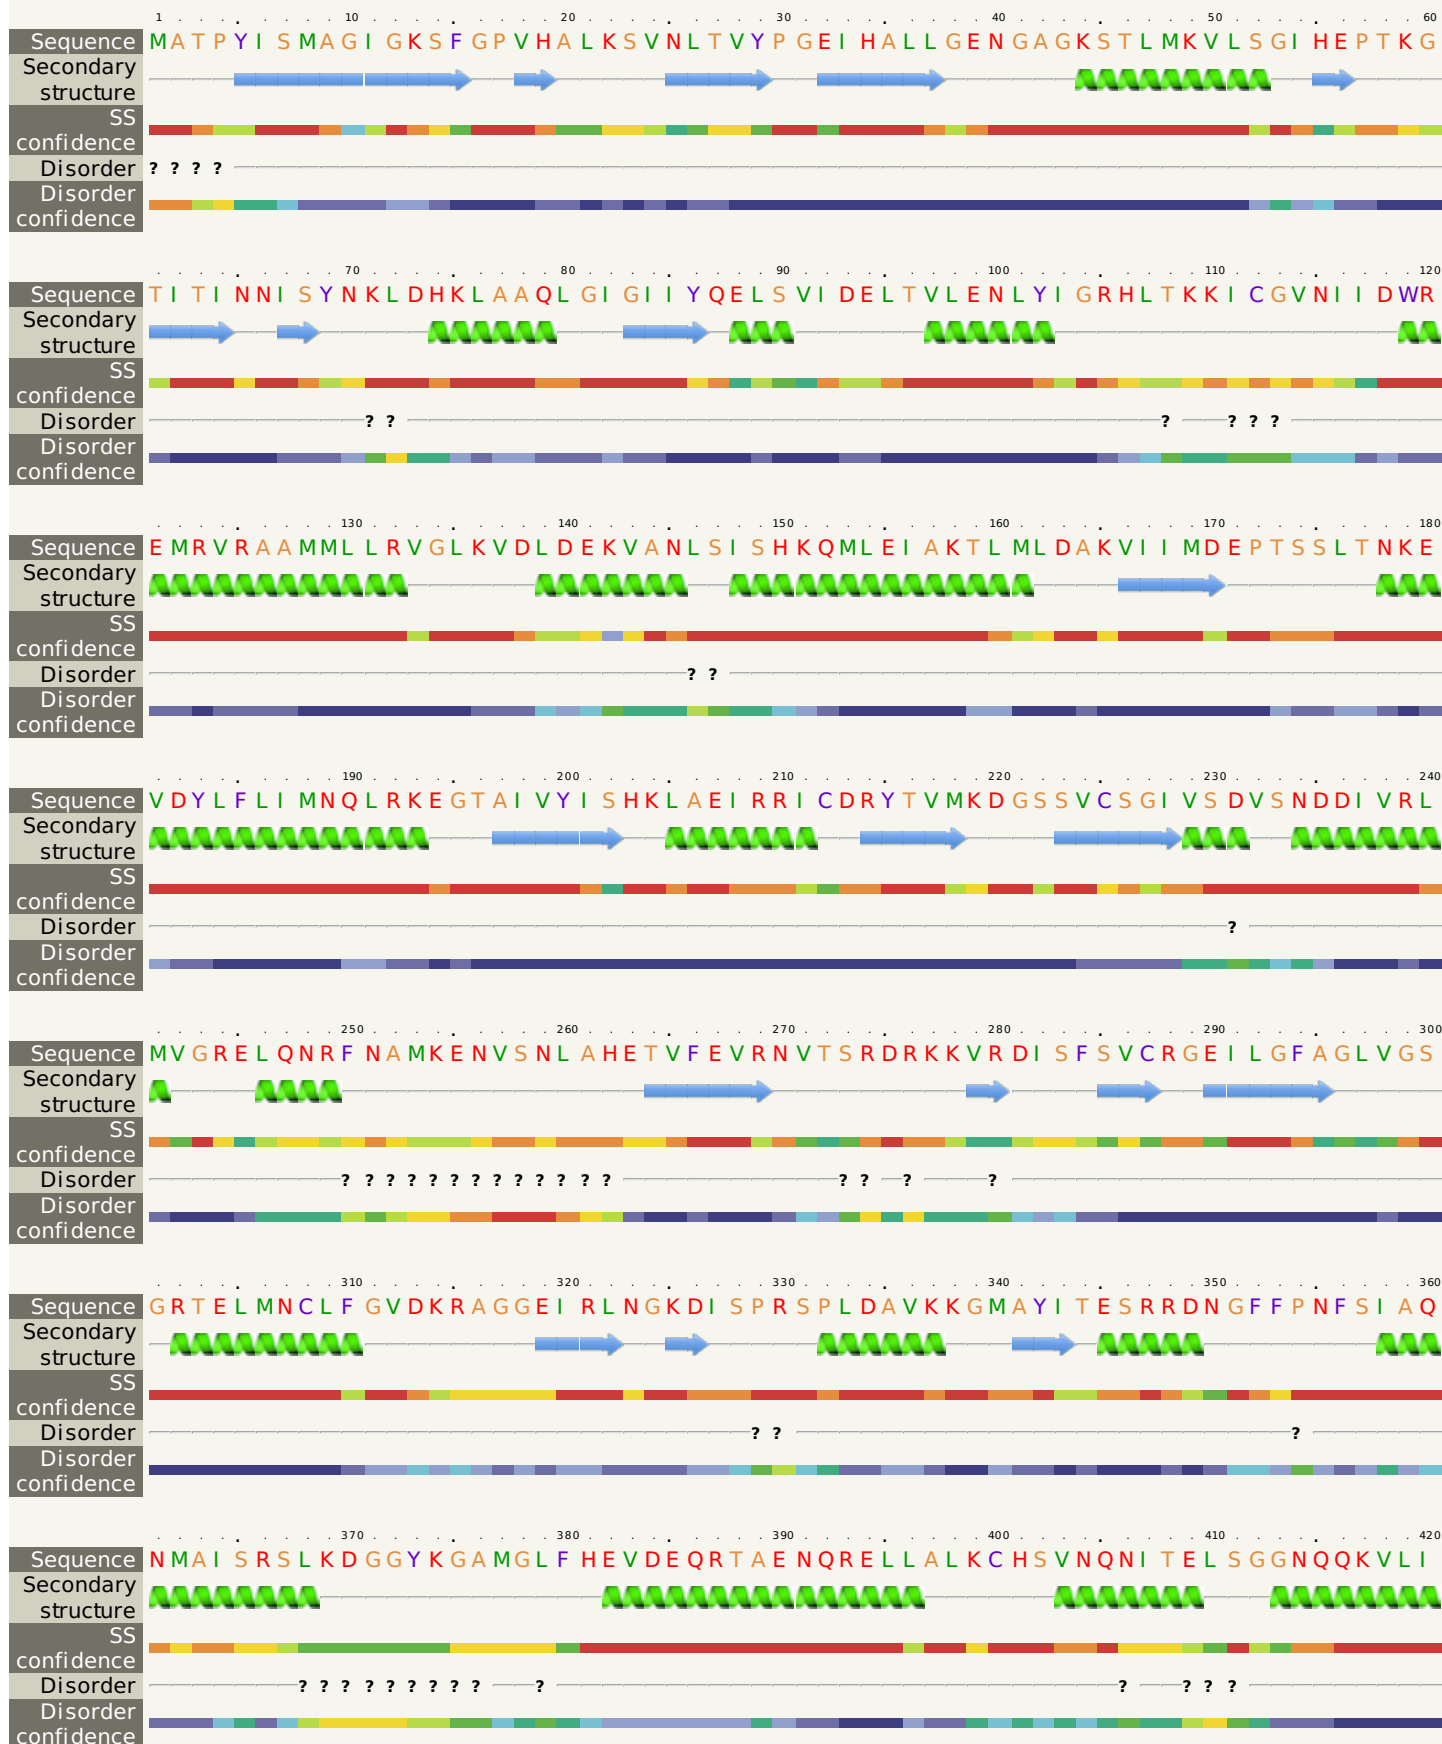 1 10 20 30 40 50 60
Sequence MATPYISMAGIGKSFGPVHALKSVNLTVYPGEIHALLGENGAGKSTLMKVLSGIHEPTKG
Secondary
structure
SS
confidence
Disorder ? ? ? ?
Disorder
confidence
70 80 90 100 110 120
Sequence TITINNISYNKLDHKLAAQLGIGIIYQELSVIDELTVLENLYIGRHLTKKICGVNIIDWR
Secondary
structure
SS
confidence
Disorder ? ? ? ? ? ?
Disorder
confidence
130 140 150 160 170 180
Sequence EMRVRAAMMLLRVGLKVDLDEKVANLSISHKQMLEIAKTLMLDAKVIIMDEPTSSLTNKE
Secondary
structure
SS
confidence
Disorder ? ?
Disorder
confidence
190 200 210 220 230 240
Sequence VDYLFLIMNQLRKEGTAIVYISHKLAEIRRICDRYTVMKDGSSVCSGIVSDVSNDDIVRL
Secondary
structure
SS
confidence
Disorder ?
Disorder
confidence
250 260 270 280 290 300
Sequence MVGRELQNRFNAMKENVSNLAHETVFEVRNVTSRDRKKVRDISFSVCRGEILGFAGLVGS
Secondary
structure
SS
confidence
Disorder ? ? ? ? ? ? ? ? ? ? ? ? ? ? ? ? ?
Disorder
confidence
310 320 330 340 350 360
Sequence GRTELMNCLFGVDKRAGGEIRLNGKDISPRSPLDAVKKGMAYITESRRDNGFFPNFSIAQ
Secondary
structure
SS
confidence
Disorder ? ? ?
Disorder
confidence
370 380 390 400 410 420
Sequence NMAISRSLKDGGYKGAMGLFHEVDEQRTAENQRELLALKCHSVNQNITELSGGNQQKVLI
Secondary
structure
SS
confidence
Disorder ? ? ? ? ? ? ? ? ? ? ? ? ? ?
Disorder
confidence